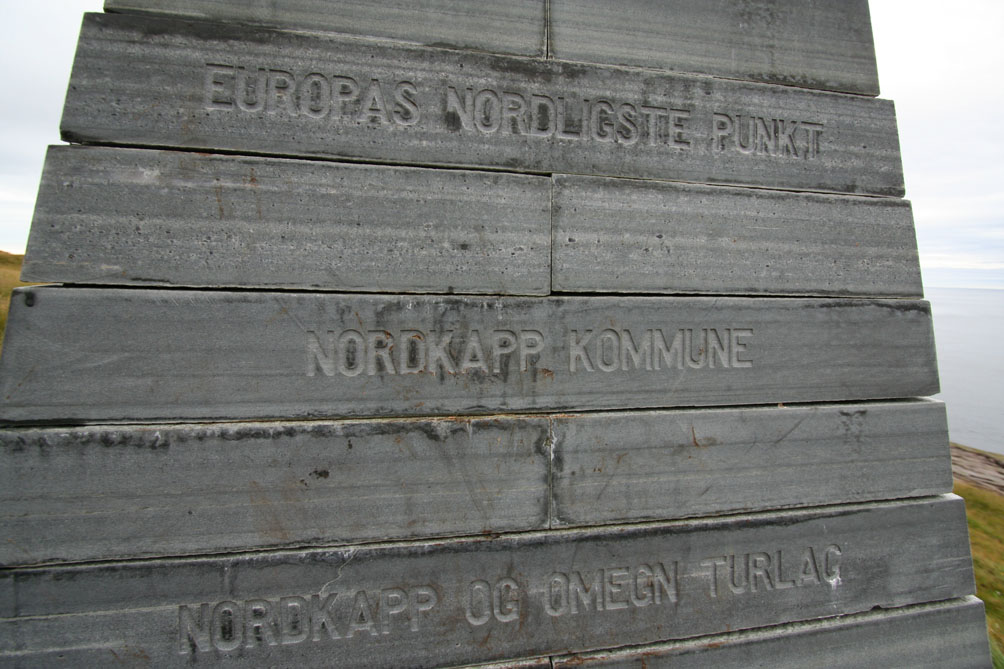 EUROPAS NORDLIGSTE PUNKT
NORDKAPP KOMMUNE
NORDKAPP OG OMEGN TURLAG